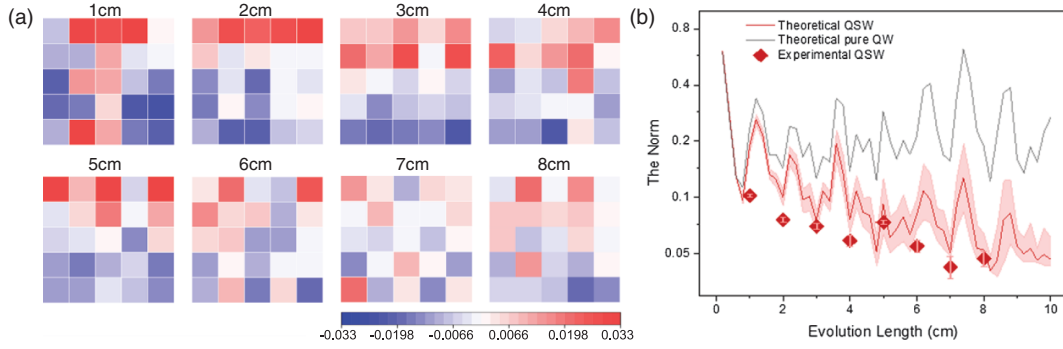 (a)
1cm 2cm 3cm 4cm
5cm 6cm 7cm 8cm
-0.033 -0.0198 -0.0066 0.0066 0.0198 0.033
(b)
Theoretical QSW
Theoretical pure QW
Experimental QSW
The Norm
0.8
0.4
0.2
0.1
0.05
0 2 4 6 8 10
Evolution Length (cm)